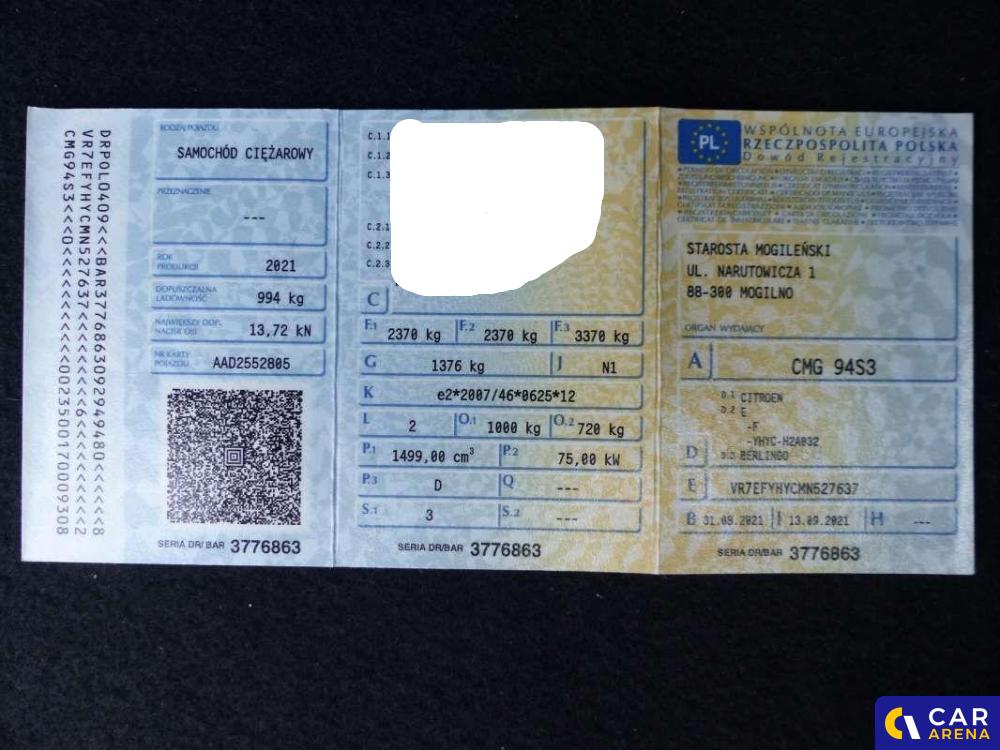 DRPOLO409<<BAR3776863092949480<<<<<<8
VR7EFYHYCMN527637<<<<<<<
CMG94S3<<<
RODZAJ POJAZDU
SAMOCHÓD CIĘŻAROWY
PRZEZNACZENIE
---
ROK
PRODUKCJI
2021
DOPUSZCZALNA
ŁADOWNOŚĆ
994 kg
NAJWIĘKSZY DOP.
NACISK OSI
13,72 kN
NR KARTY
POJAZDU
AAD2552805
SERIA DR/BAR 3776863
C.1.1
C.1.2
C.1.3
C.2.1
C.2.2
C.2.3
C
F.1 2370 kg F.2 2370 kg F.3 3370 kg
G 1376 kg J N1
K e2*2007/46*0625*12
L 2 O.1 1000 kg O.2 720 kg
P.1 1499,00 cm³ P.2 75,00 kW
P.3 D Q ---
S.1 3 S.2 ---
SERIA DR/BAR 3776863
PL
WSPÓLNOTA EUROPEJSKA
RZECZPOSPOLITA POLSKA
Dowód Rejestracyjny
STAROSTA MOGILEŃSKI
UL. NARUTOWICZA 1
88-300 MOGILNO
ORGAN WYDAJĄCY
A CMG 94S3
D.1 CITROEN
D.2 E
-F
-YHYC-H2A032
D D.3 BERLINGO
E VR7EFYHYCMN527637
B 31.08.2021 I 13.09.2021 H ---
SERIA DR/BAR 3776863
CAR
ARENA